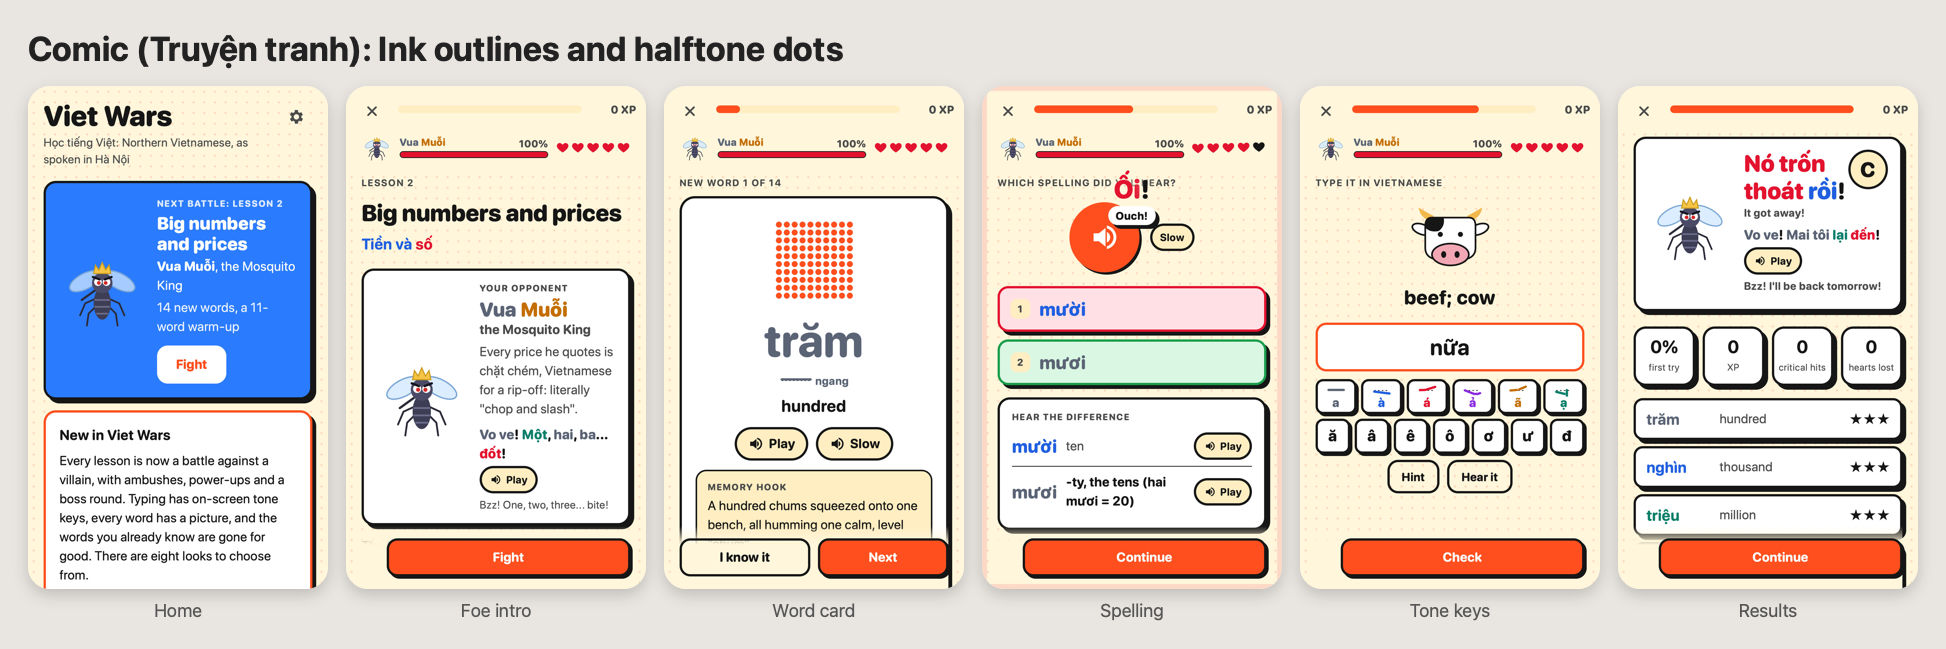 Comic (Truyện tranh): Ink outlines and halftone dots
Viet Wars
Học tiếng Việt: Northern Vietnamese, as
spoken in Hà Nội
NEXT BATTLE: LESSON 2
Big numbers
and prices
Vua Muỗi, the Mosquito
King
14 new words, a 11-
word warm-up
Fight
New in Viet Wars
Every lesson is now a battle against a
villain, with ambushes, power-ups and a
boss round. Typing has on-screen tone
keys, every word has a picture, and the
words you already know are gone for
good. There are eight looks to choose
from.
Home
0 XP
Vua Muỗi 100%
LESSON 2
Big numbers and prices
Tiền và số
YOUR OPPONENT
Vua Muỗi
the Mosquito King
Every price he quotes is
chặt chém, Vietnamese
for a rip-off: literally
"chop and slash".
Vo ve! Một, hai, ba...
đốt!
Play
Bzz! One, two, three... bite!
Fight
Foe intro
0 XP
Vua Muỗi 100%
NEW WORD 1 OF 14
trăm
ngang
hundred
Play Slow
MEMORY HOOK
A hundred chums squeezed onto one
bench, all humming one calm, level
I know it Next
Word card
0 XP
Vua Muỗi 100%
WHICH SPELLING DID EAR?
Ối!
Ouch!
Slow
1 mười
2 mươi
HEAR THE DIFFERENCE
mười ten Play
mươi -ty, the tens (hai
mươi = 20) Play
Continue
Spelling
0 XP
Vua Muỗi 100%
TYPE IT IN VIETNAMESE
beef; cow
nữa
a à á ả ã ạ
ă â ê ô ơ ư đ
Hint Hear it
Check
Tone keys
0 XP
Nó trốn
thoát rồi!
C
It got away!
Vo ve! Mai tôi lại đến!
Play
Bzz! I'll be back tomorrow!
0% 0 0 0
first try XP critical hits hearts lost
trăm hundred ★★★
nghìn thousand ★★★
triệu million ★★★
Continue
Results